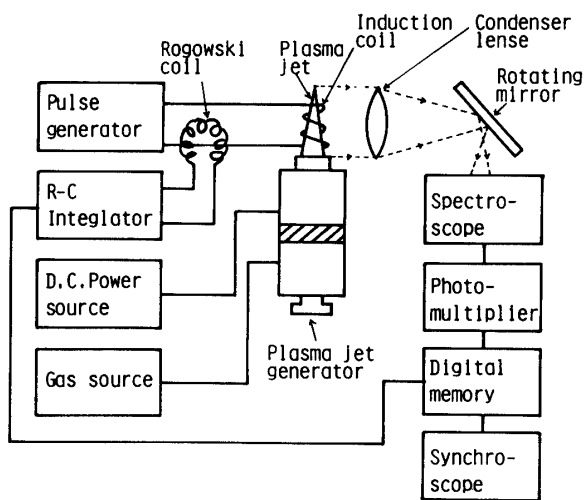 Rogowski
coil
Plasma
jet
Induction
coil
Condenser
lense
Rotating
mirror
Pulse
generator
R-C
Integlator
D.C.Power
source
Gas source
Plasma jet
generator
Spectro-
scope
Photo-
multiplier
Digital
memory
Synchro-
scope